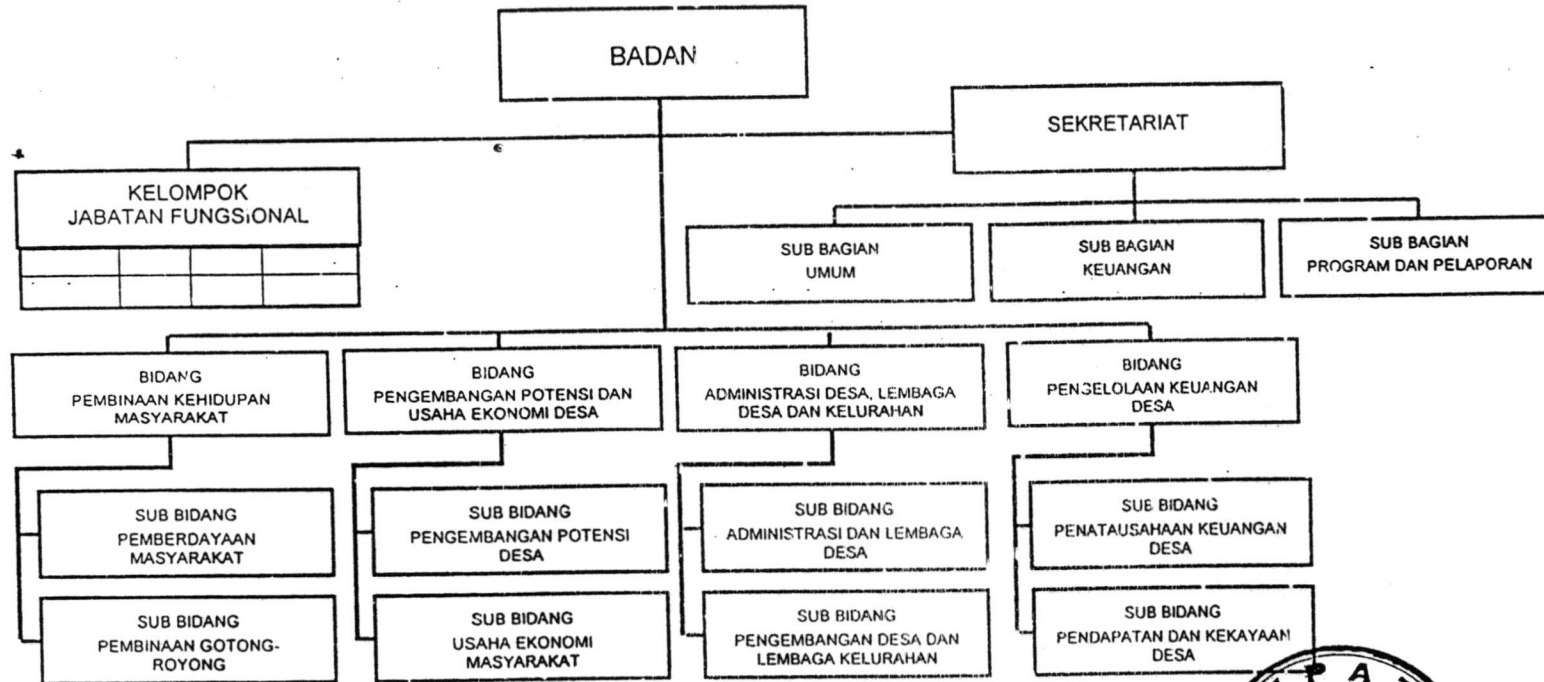 BADAN
SEKRETARIAT
KELOMPOK
JABATAN FUNGSIONAL
SUB BAGIAN
UMUM
SUB BAGIAN
KEUANGAN
SUB BAGIAN
PROGRAM DAN PELAPORAN
BIDANG
PEMBINAAN KEHIDUPAN
MASYARAKAT
BIDANG
PENGEMBANGAN POTENSI DAN
USAHA EKONOMI DESA
BIDANG
ADMINISTRASI DESA, LEMBAGA
DESA DAN KELURAHAN
BIDANG
PENGELOLAAN KEUANGAN
DESA
SUB BIDANG
PEMBERDAYAAN
MASYARAKAT
SUB BIDANG
PENGEMBANGAN POTENSI
DESA
SUB BIDANG
ADMINISTRASI DAN LEMBAGA
DESA
SUB BIDANG
PENATAUSAHAAN KEUANGAN
DESA
SUB BIDANG
PEMBINAAN GOTONG-
ROYONG
SUB BIDANG
USAHA EKONOMI
MASYARAKAT
SUB BIDANG
PENGEMBANGAN DESA DAN
LEMBAGA KELURAHAN
SUB BIDANG
PENDAPATAN DAN KEKAYAAN
DESA